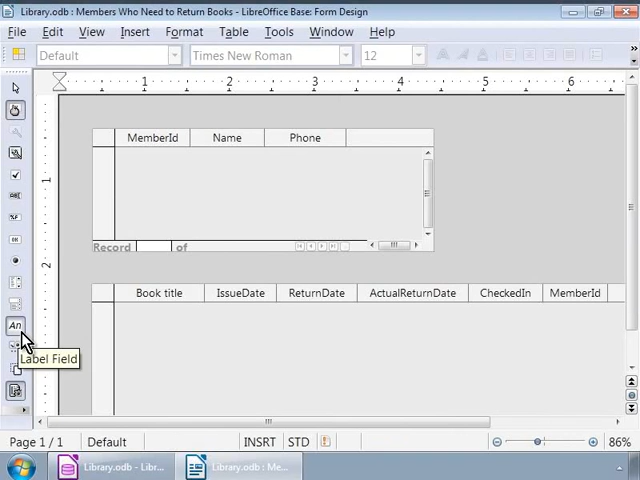 Library.odb : Members Who Need to Return Books - LibreOffice Base: Form Design
File Edit View Insert Format Table Tools Window Help
Default Times New Roman 12
1 2 3 4 5 6
MemberId Name Phone
1
Record of
2
Book title IssueDate ReturnDate ActualReturnDate CheckedIn MemberId
An
Label Field
Page 1 / 1 Default INSRT STD 86%
Library.odb - Libr... Library.odb : Me...